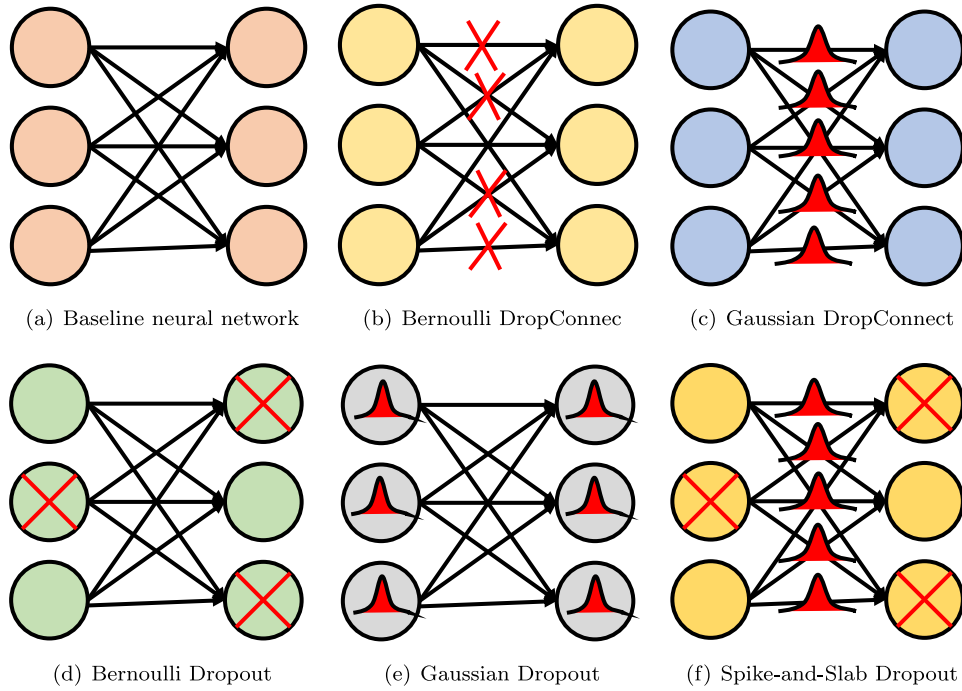 (a) Baseline neural network
(b) Bernoulli DropConnec
(c) Gaussian DropConnect
(d) Bernoulli Dropout
(e) Gaussian Dropout
(f) Spike-and-Slab Dropout